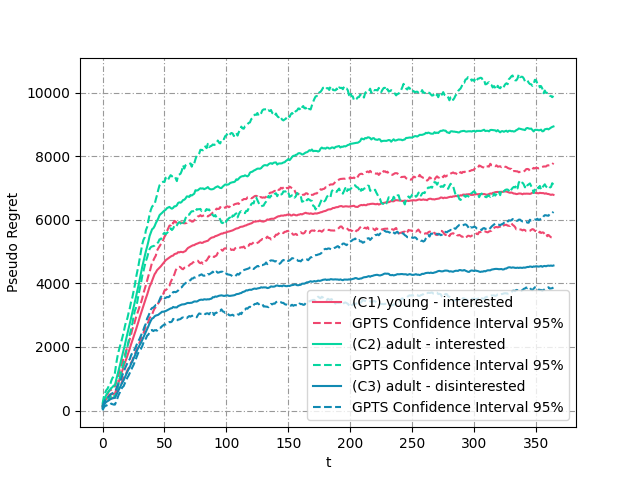 10000
8000
6000
4000
2000
0
Pseudo Regret
(C1) young - interested
GPTS Confidence Interval 95%
(C2) adult - interested
GPTS Confidence Interval 95%
(C3) adult - disinterested
GPTS Confidence Interval 95%
0 50 100 150 200 250 300 350
t